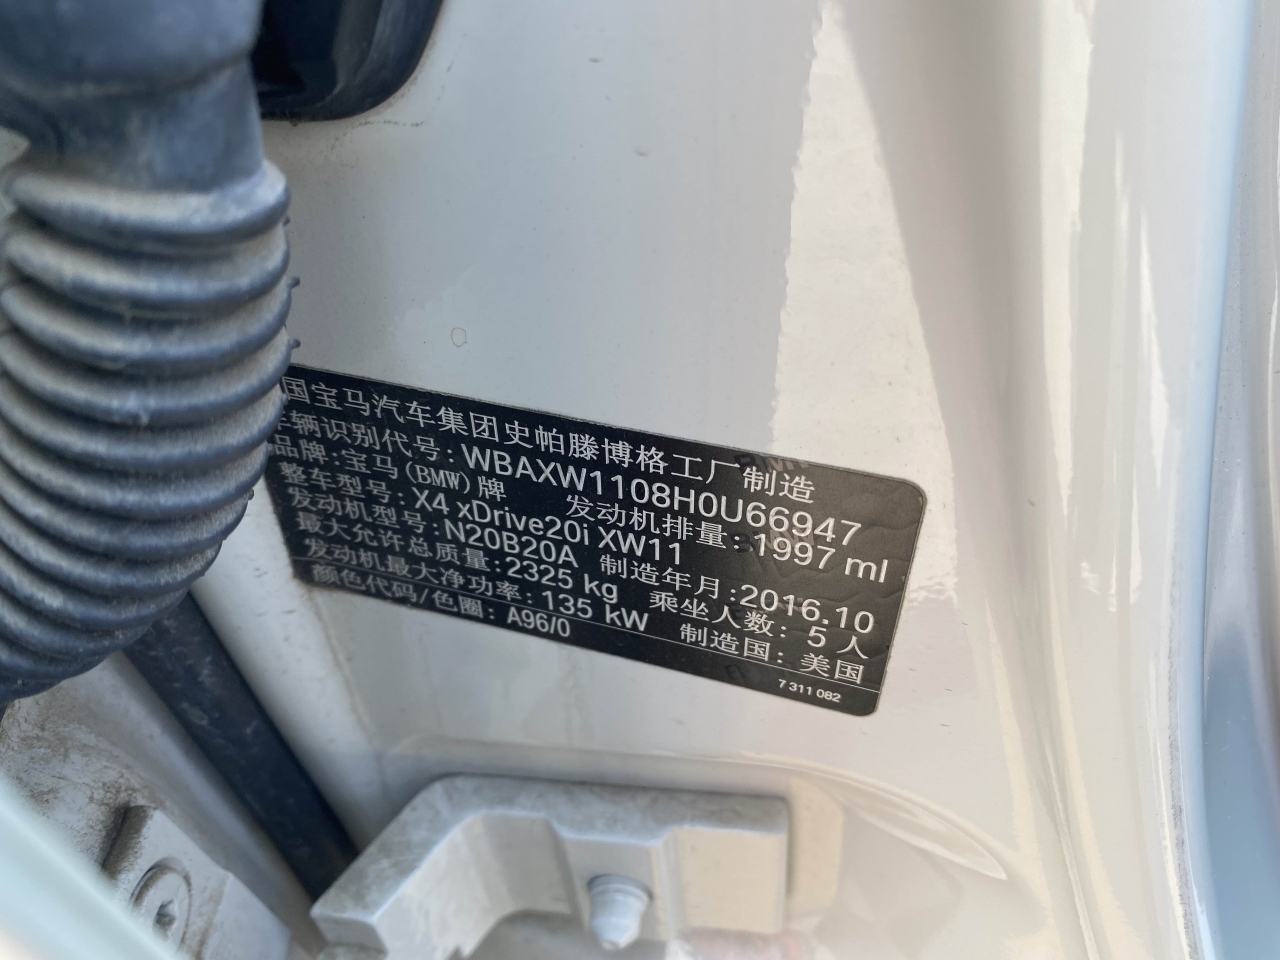 国宝马汽车集团史帕滕博格工厂制造
车辆识别代号:WBAXW1108H0U66947
品牌:宝马(BMW)牌 发动机排量:1997 ml
整车型号:X4 xDrive20i XW11
发动机型号:N20B20A 制造年月:2016.10
最大允许总质量:2325 kg 乘坐人数: 5 人
发动机最大净功率: 135 kW 制造国: 美国
颜色代码/色圈: A96/0
7 311 082